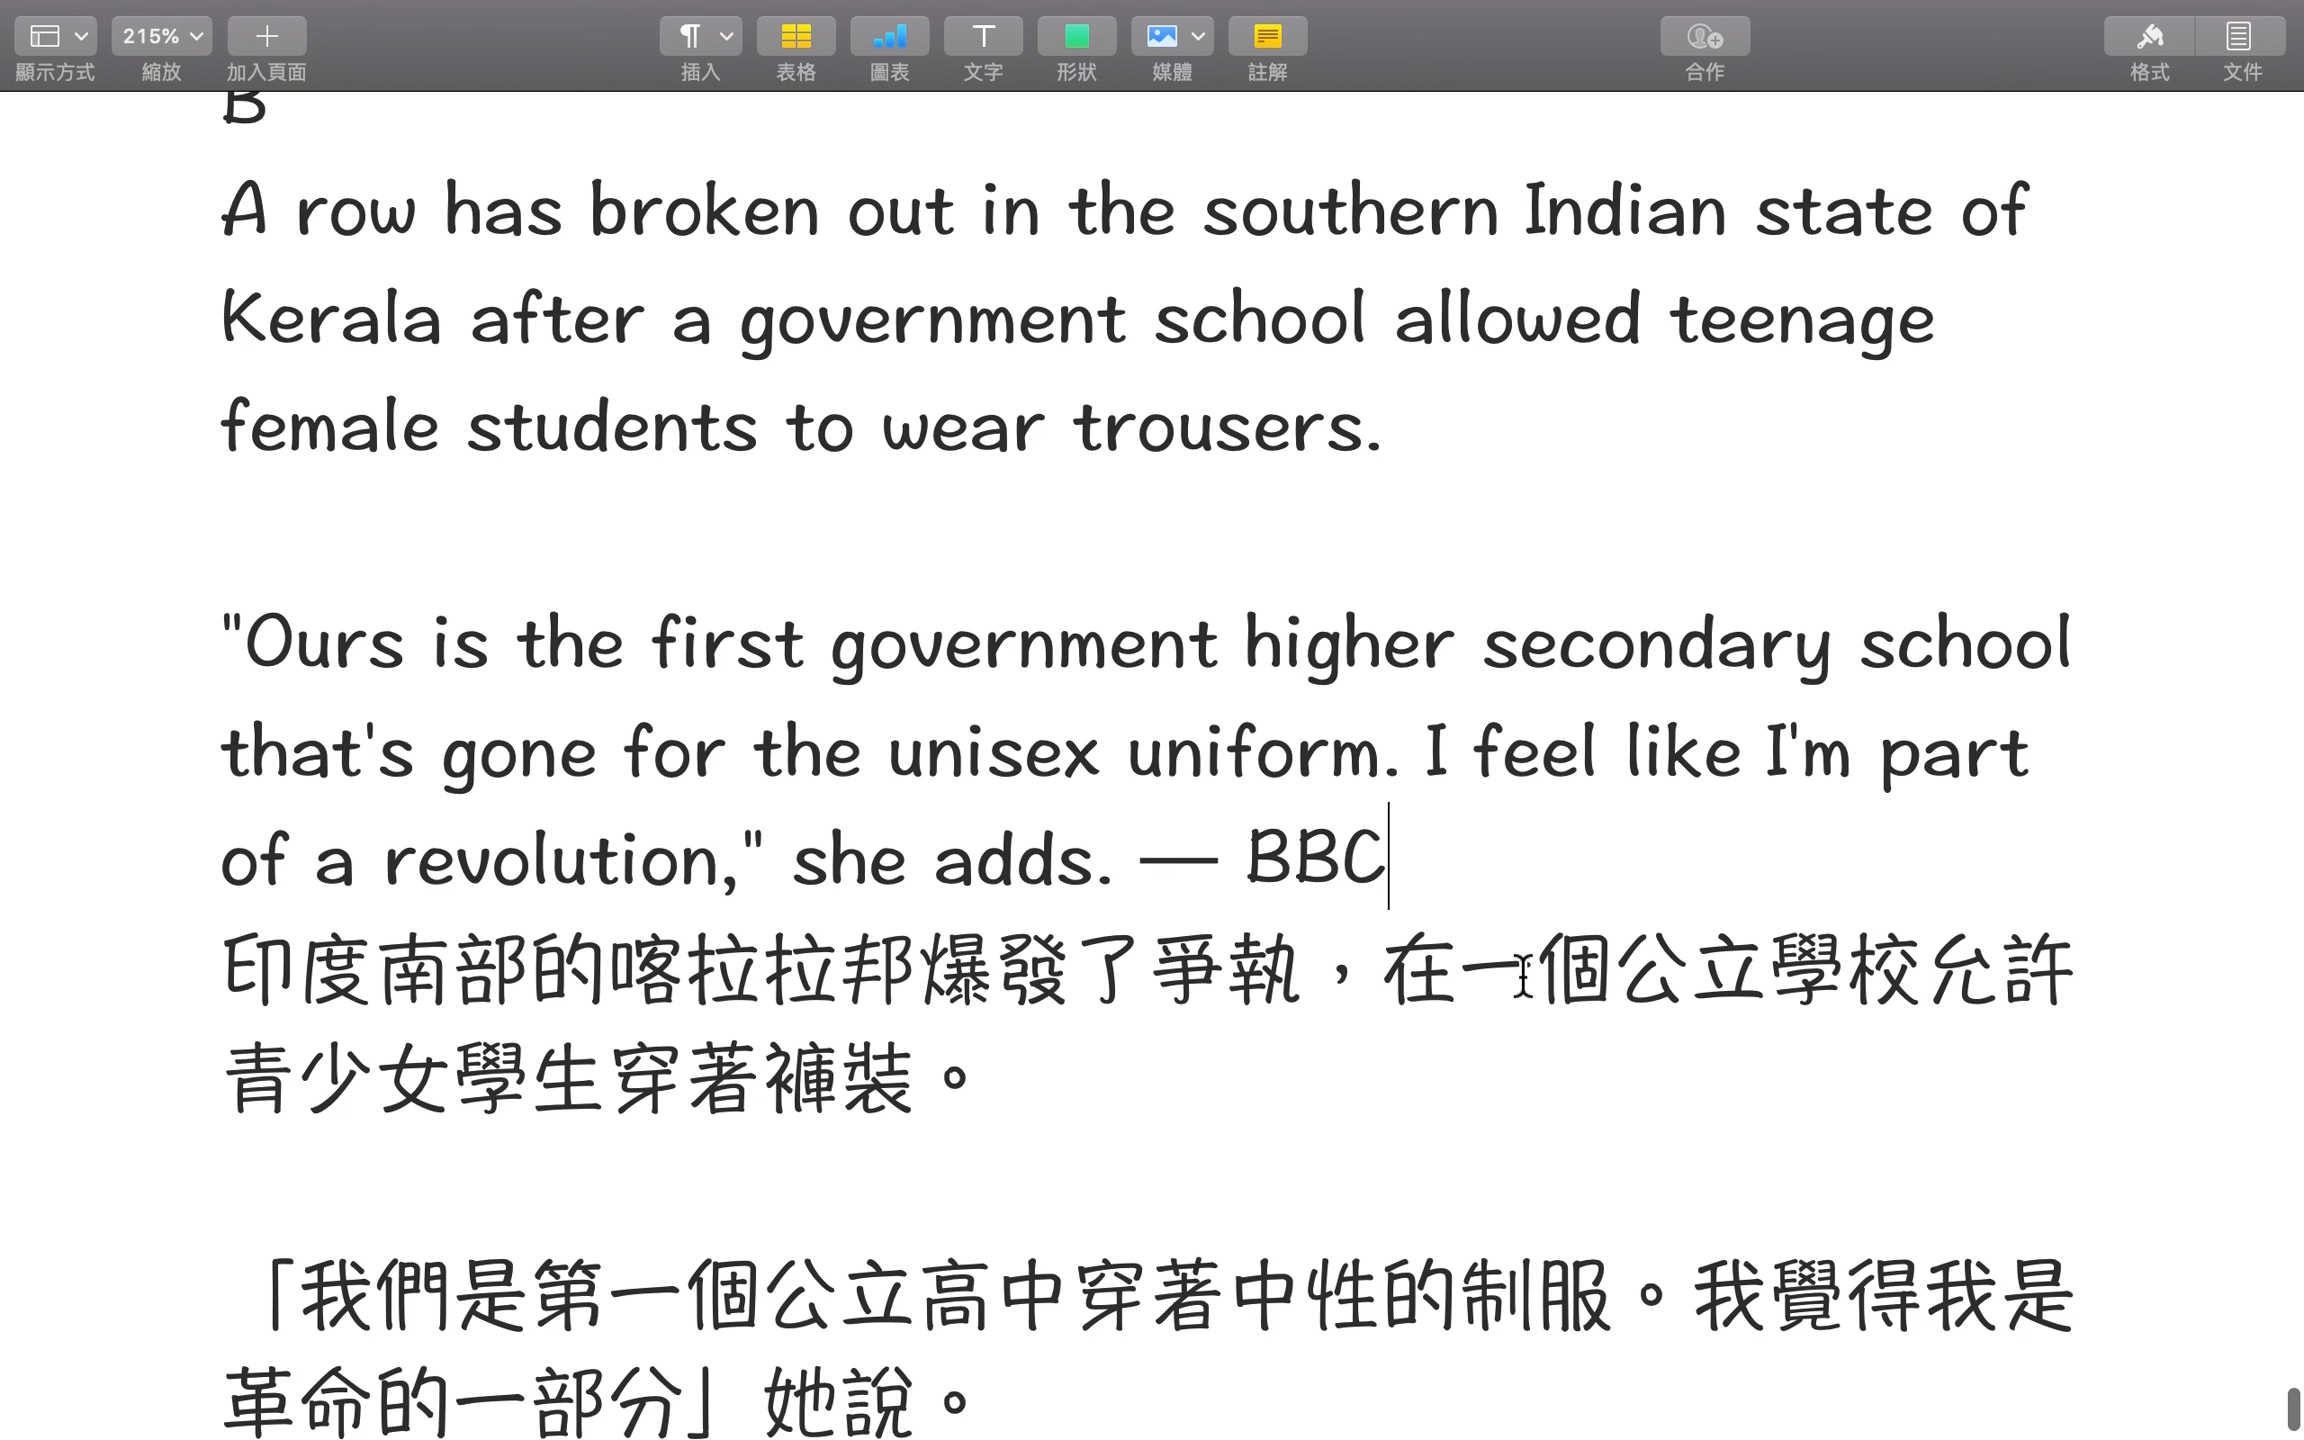 215%
顯示方式
縮放
加入頁面
插入
表格
圖表
文字
形狀
媒體
註解
合作
格式
文件
B
A row has broken out in the southern Indian state of
Kerala after a government school allowed teenage
female students to wear trousers.
"Ours is the first government higher secondary school
that's gone for the unisex uniform. I feel like I'm part
of a revolution," she adds. — BBC
印度南部的喀拉拉邦爆發了爭執，在一個公立學校允許
青少女學生穿著褲裝。
「我們是第一個公立高中穿著中性的制服。我覺得我是
革命的一部分」她說。